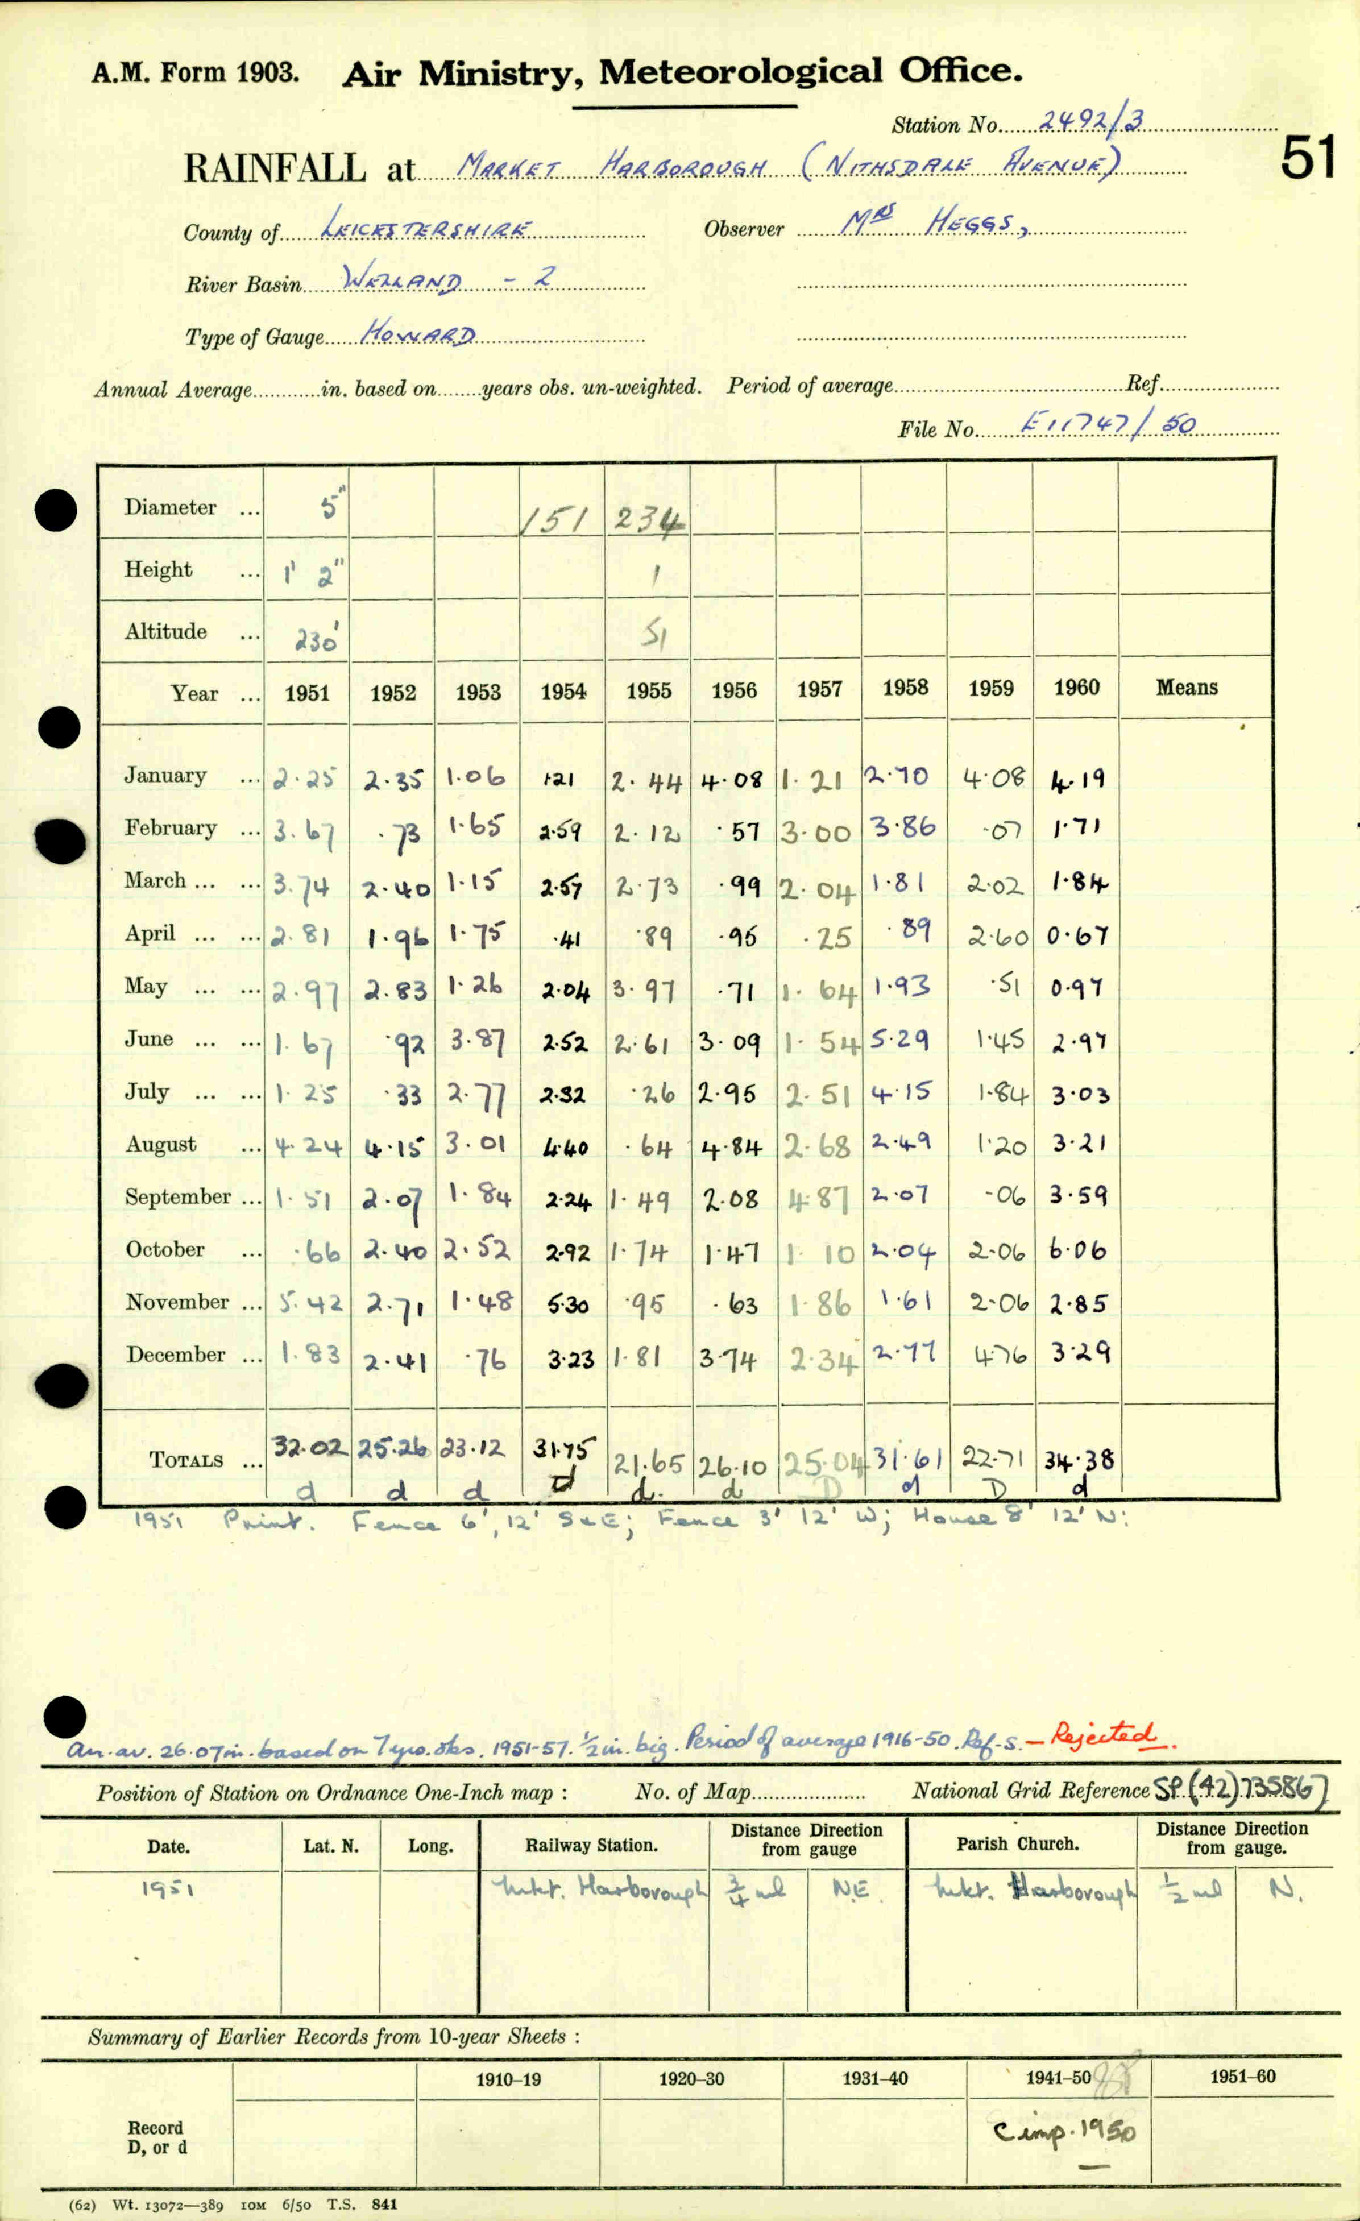 A.M. Form 1903. Air Ministry, Meteorological Office.
Station No. 2492/3
51
RAINFALL at MARKET HARBOROUGH (NITHSDALE AVENUE)
County of LEICESTERSHIRE Observer MRS HEGGS,
River Basin WELLAND - 2
Type of Gauge HOWARD
Annual Average in. based on years obs. un-weighted. Period of average Ref.
File No. E11747/50
Diameter ... 5" 151 234
Height ... 1' 2" 1
Altitude ... 230' 51
Year ... 1951 1952 1953 1954 1955 1956 1957 1958 1959 1960 Means
January ... 2.25 2.35 1.06 1.21 2.44 4.08 1.21 2.70 4.08 4.19
February ... 3.67 .73 1.65 2.59 2.12 .57 3.00 3.86 .07 1.71
March ... ... 3.74 2.40 1.15 2.57 2.73 .99 2.04 1.81 2.02 1.84
April ... ... 2.81 1.96 1.75 .41 .89 .95 .25 .89 2.60 0.67
May ... ... 2.97 2.83 1.26 2.04 3.97 .71 1.64 1.93 .51 0.97
June ... ... 1.67 .92 3.87 2.52 2.61 3.09 1.54 5.29 1.45 2.97
July ... ... 1.25 .33 2.77 2.32 .26 2.95 2.51 4.15 1.84 3.03
August ... 4.24 4.15 3.01 4.40 .64 4.84 2.68 2.49 1.20 3.21
September ... 1.51 2.07 1.84 2.24 1.49 2.08 4.87 2.07 .06 3.59
October ... .66 2.40 2.52 2.92 1.74 1.47 1.10 2.04 2.06 6.06
November ... 5.42 2.71 1.48 5.30 .95 .63 1.86 1.61 2.06 2.85
December ... 1.83 2.41 .76 3.23 1.81 3.74 2.34 2.77 4.76 3.29
TOTALS ... 32.02 25.26 23.12 31.75 21.65 26.10 25.04 31.61 22.71 34.38
d d d d d. d D d D d
1951 Print. Fence 6', 12' S & E; Fence 3' 12' W; House 8' 12' N:
An. av. 26.07 in. based on 7 yrs. obs. 1951-57. ½ in. big. Period of average 1916-50. Ref-S. - Rejected.
Position of Station on Ordnance One-Inch map : No. of Map National Grid Reference SP (42) 735867
Date. Lat. N. Long. Railway Station. Distance from gauge Direction Parish Church. Distance from gauge. Direction
1951 Mkt. Harborough ¾ ml N.E. Mkt. Harborough ½ ml N.
Summary of Earlier Records from 10-year Sheets :
1910–19 1920–30 1931–40 1941–50 1951–60
Record
D, or d
C imp. 1950
(62) Wt. 13072—389 10M 6/50 T.S. 841